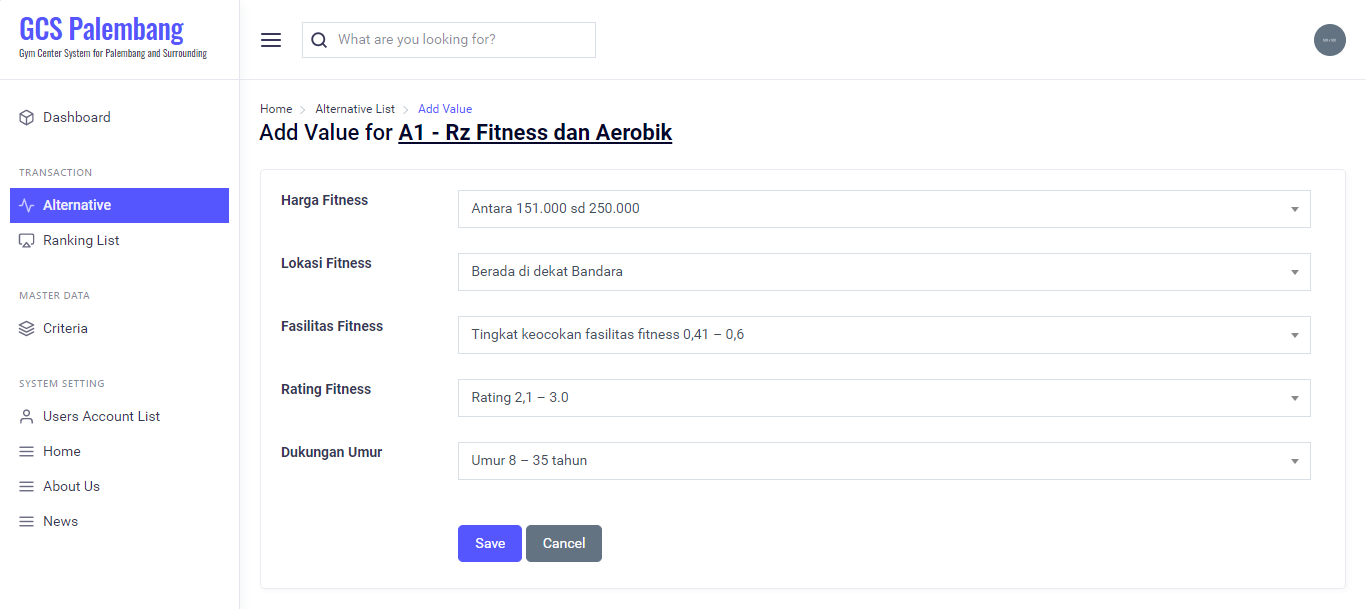 GCS Palembang
Gym Center System for Palembang and Surrounding
What are you looking for?
Dashboard
TRANSACTION
Alternative
Ranking List
MASTER DATA
Criteria
SYSTEM SETTING
Users Account List
Home
About Us
News
Home > Alternative List > Add Value
Add Value for A1 - Rz Fitness dan Aerobik
Harga Fitness
Antara 151.000 sd 250.000
Lokasi Fitness
Berada di dekat Bandara
Fasilitas Fitness
Tingkat keocokan fasilitas fitness 0,41 – 0,6
Rating Fitness
Rating 2,1 – 3.0
Dukungan Umur
Umur 8 – 35 tahun
Save
Cancel